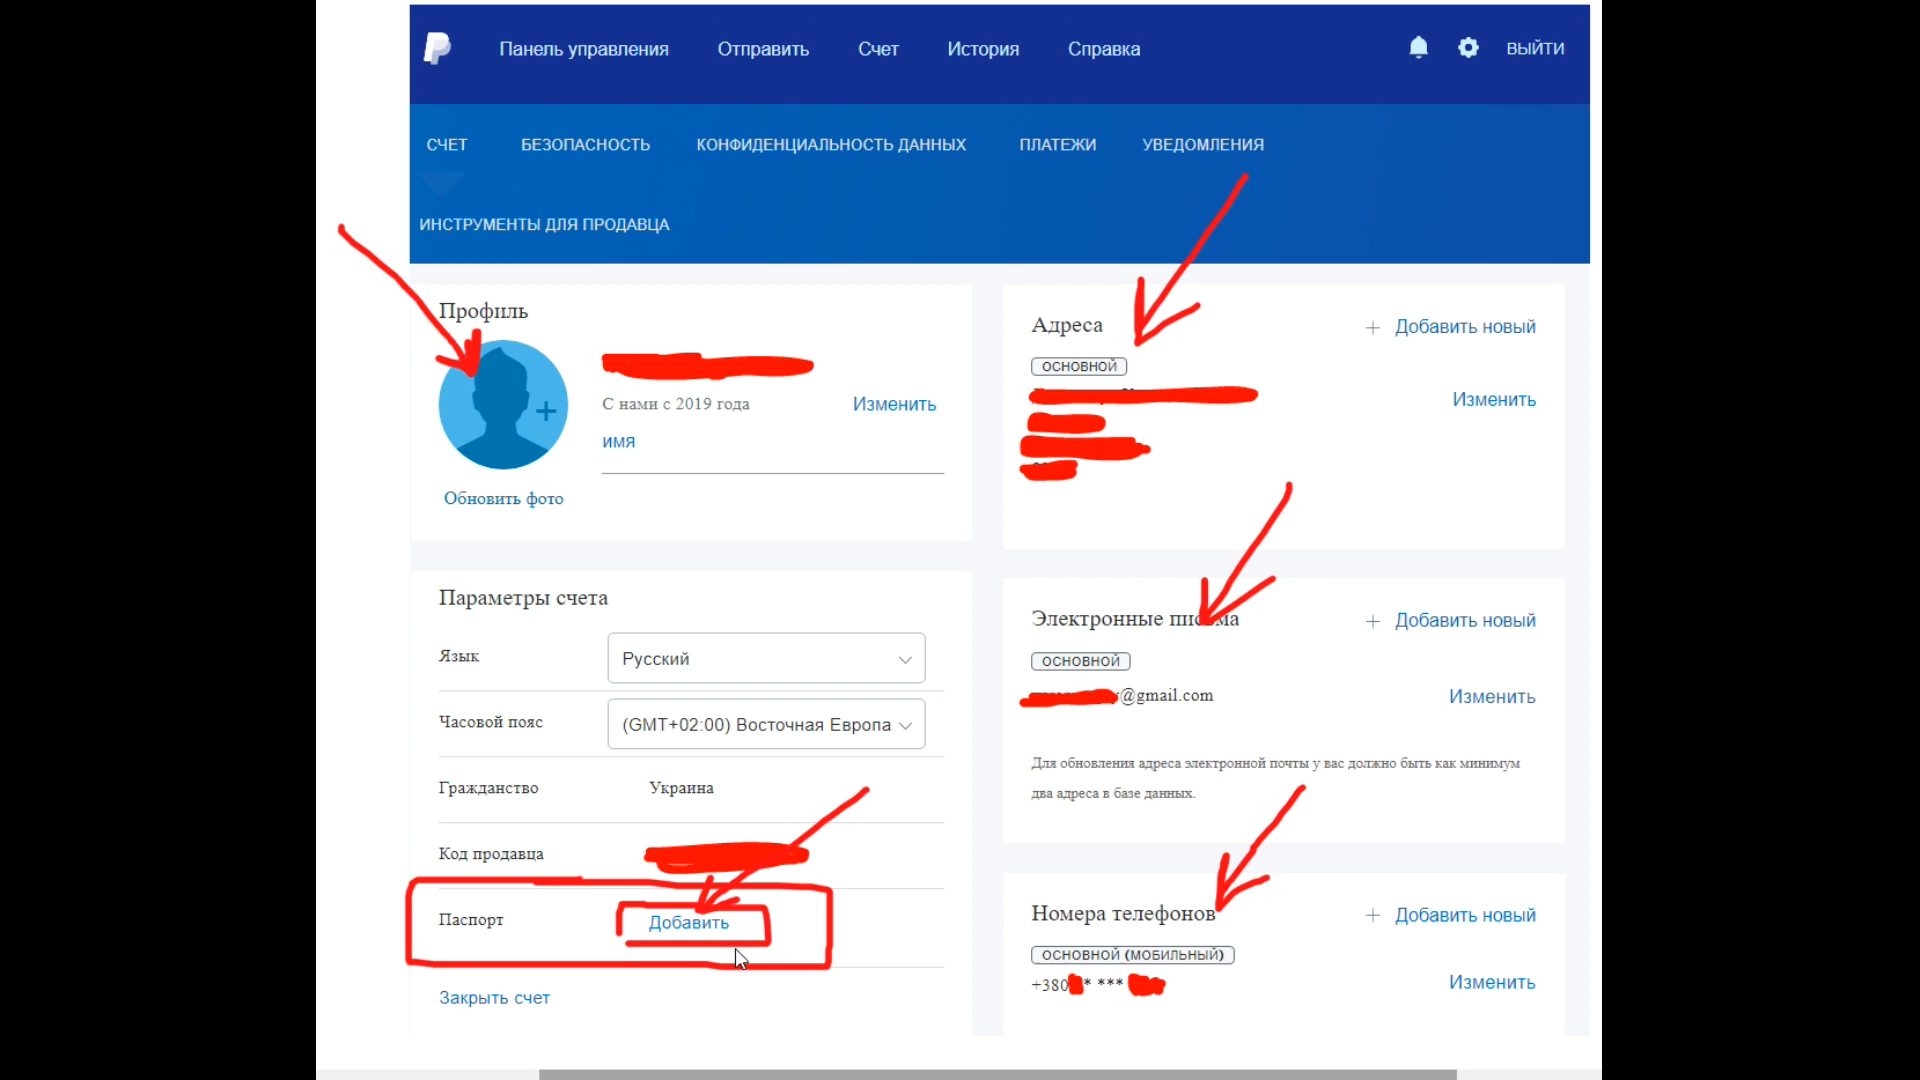 Панель управления Отправить Счет История Справка ВЫЙТИ
СЧЕТ БЕЗОПАСНОСТЬ КОНФИДЕНЦИАЛЬНОСТЬ ДАННЫХ ПЛАТЕЖИ УВЕДОМЛЕНИЯ
ИНСТРУМЕНТЫ ДЛЯ ПРОДАВЦА
Профиль
С нами с 2019 года
Изменить
имя
Обновить фото
Параметры счета
Язык Русский
Часовой пояс (GMT+02:00) Восточная Европа
Гражданство Украина
Код продавца
Паспорт Добавить
Закрыть счет
Адреса + Добавить новый
ОСНОВНОЙ
Изменить
Электронные письма + Добавить новый
ОСНОВНОЙ
@gmail.com Изменить
Для обновления адреса электронной почты у вас должно быть как минимум
два адреса в базе данных.
Номера телефонов + Добавить новый
ОСНОВНОЙ (МОБИЛЬНЫЙ)
+380 * *** Изменить